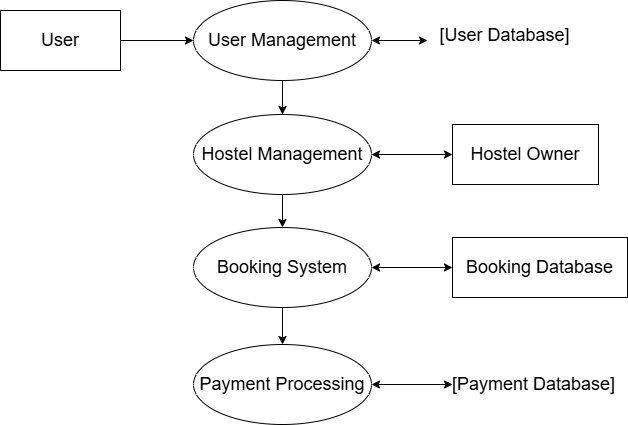 User
User Management
[User Database]
Hostel Management
Hostel Owner
Booking System
Booking Database
Payment Processing
[Payment Database]